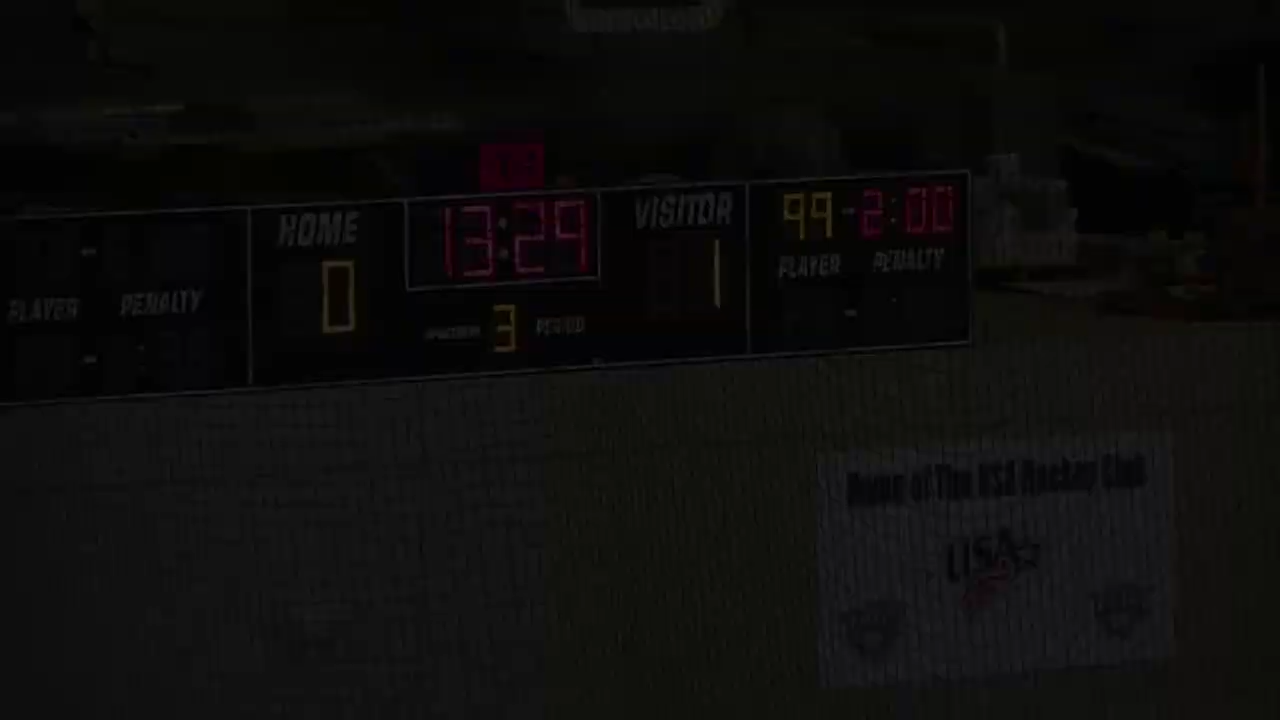 HOME
13:29
VISITOR
99-2:00
0
1
PLAYER PENALTY
PLAYER PENALTY
3 PERIOD
Home of The USA Hockey Club
USA